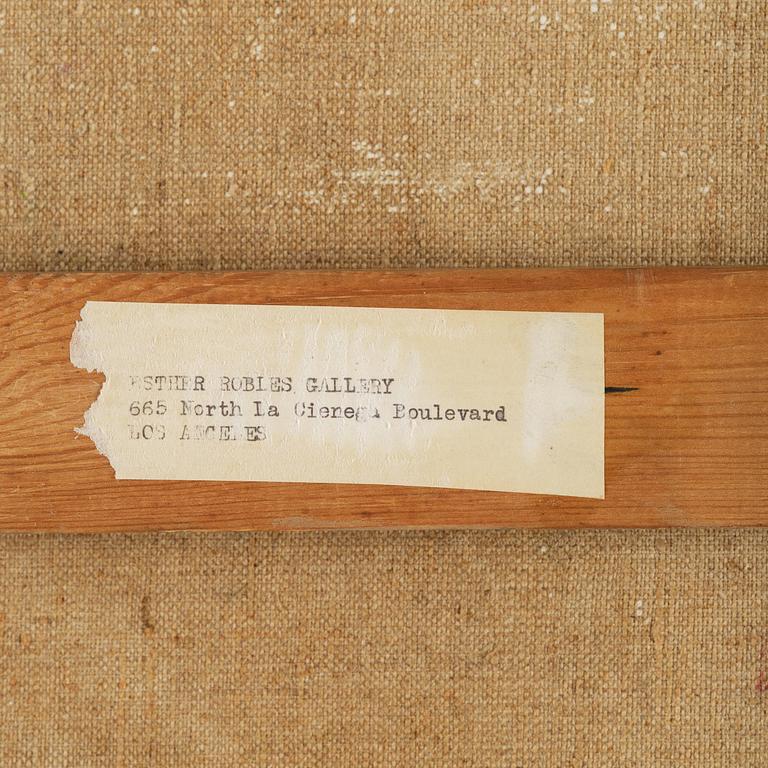 ESTHER ROBLES GALLERY
665 North La Cienega Boulevard
LOS ANGELES